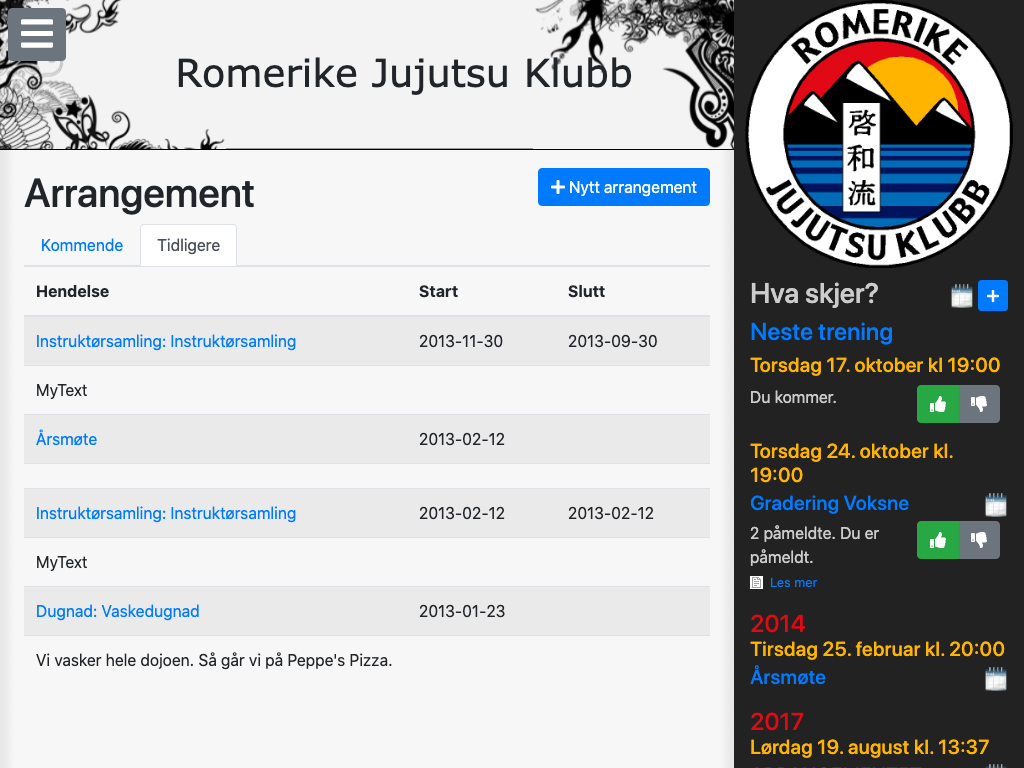 Romerike Jujutsu Klubb
Arrangement
Nytt arrangement
Kommende
Tidligere
Hendelse Start Slutt
Instruktørsamling: Instruktørsamling 2013-11-30 2013-09-30
MyText
Årsmøte 2013-02-12
Instruktørsamling: Instruktørsamling 2013-02-12 2013-02-12
MyText
Dugnad: Vaskedugnad 2013-01-23
Vi vasker hele dojoen. Så går vi på Peppe's Pizza.
ROMERIKE
啓和流
JUJUTSU KLUBB
Hva skjer?
Neste trening
Torsdag 17. oktober kl 19:00
Du kommer.
Torsdag 24. oktober kl.
19:00
Gradering Voksne
2 påmeldte. Du er
påmeldt.
Les mer
2014
Tirsdag 25. februar kl. 20:00
Årsmøte
2017
Lørdag 19. august kl. 13:37